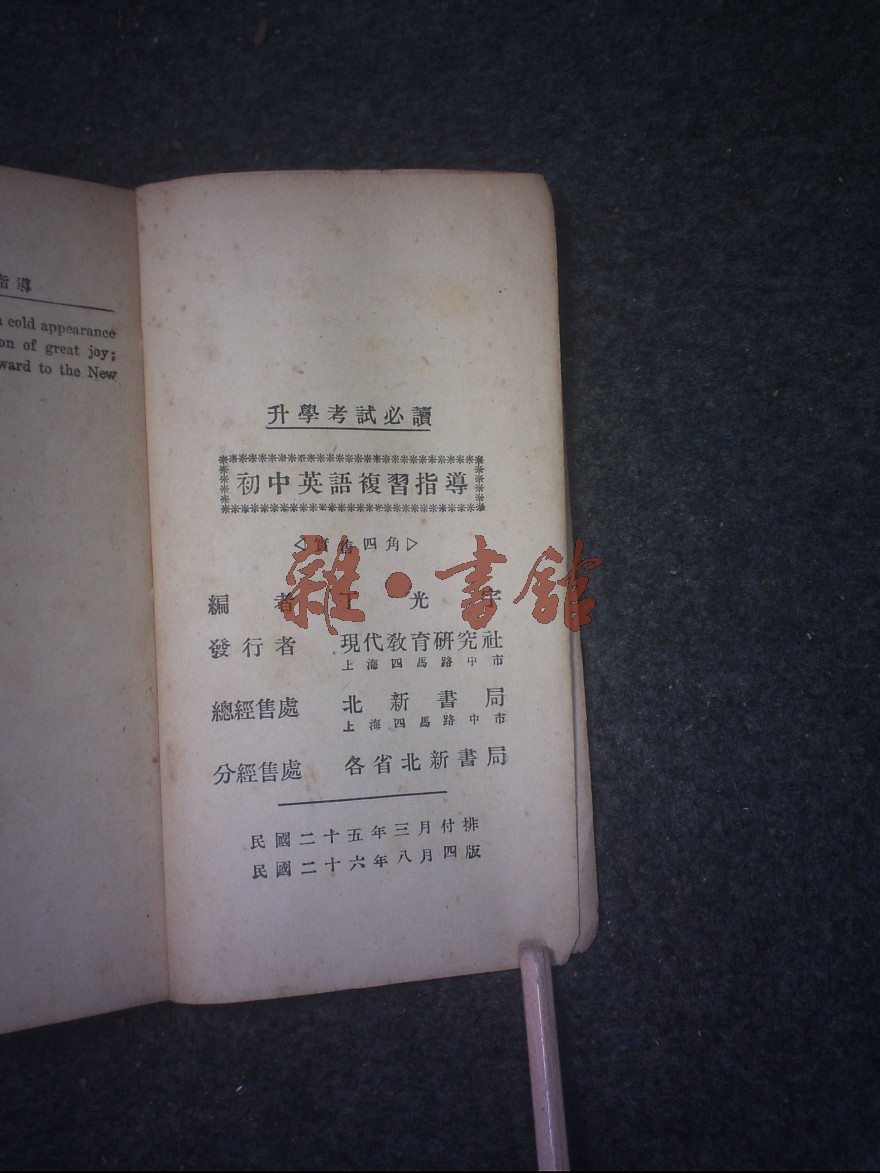 指導
cold appearance
on of great joy;
ward to the New
升學考試必讀
初中英語複習指導
◁實售四角▷
編者 丁光宇
發行者 現代教育研究社
上海四馬路中市
總經售處 北新書局
上海四馬路中市
分經售處 各省北新書局
民國二十五年三月付排
民國二十六年八月四版
雜·書館